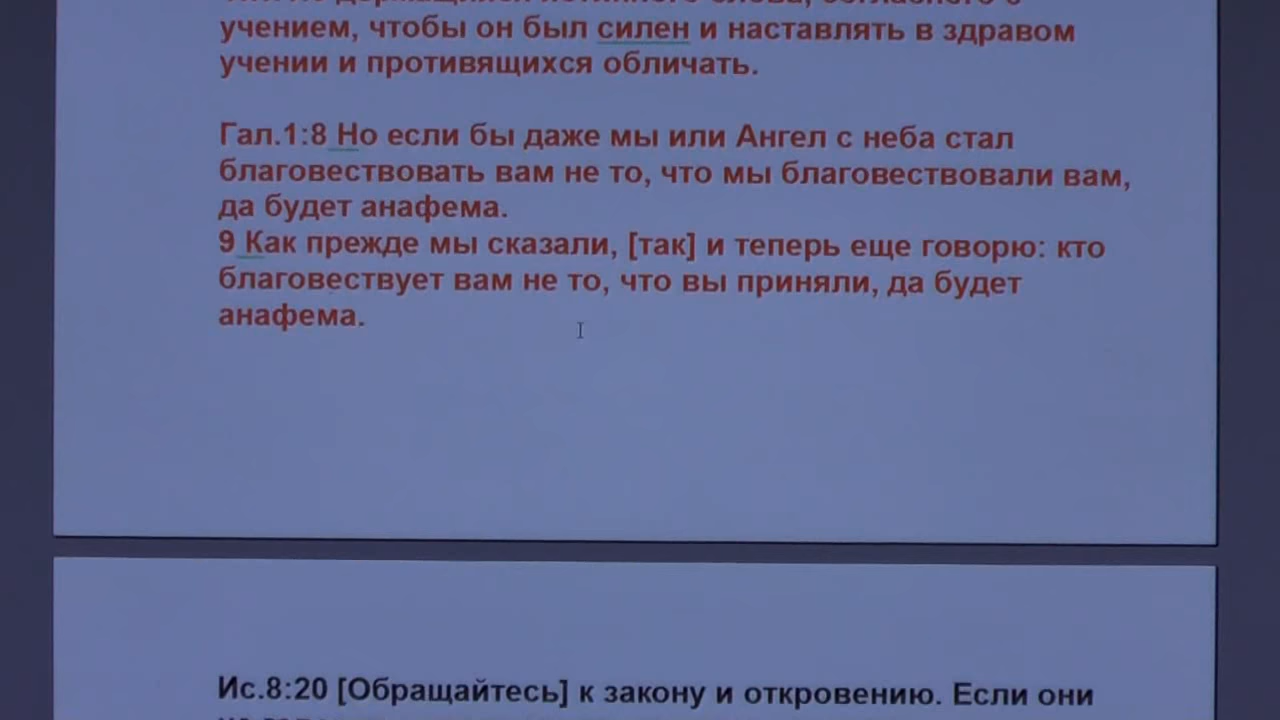 учением, чтобы он был силен и наставлять в здравом
учении и противящихся обличать.
Гал.1:8 Но если бы даже мы или Ангел с неба стал
благовествовать вам не то, что мы благовествовали вам,
да будет анафема.
9 Как прежде мы сказали, [так] и теперь еще говорю: кто
благовествует вам не то, что вы приняли, да будет
анафема.
Ис.8:20 [Обращайтесь] к закону и откровению. Если они